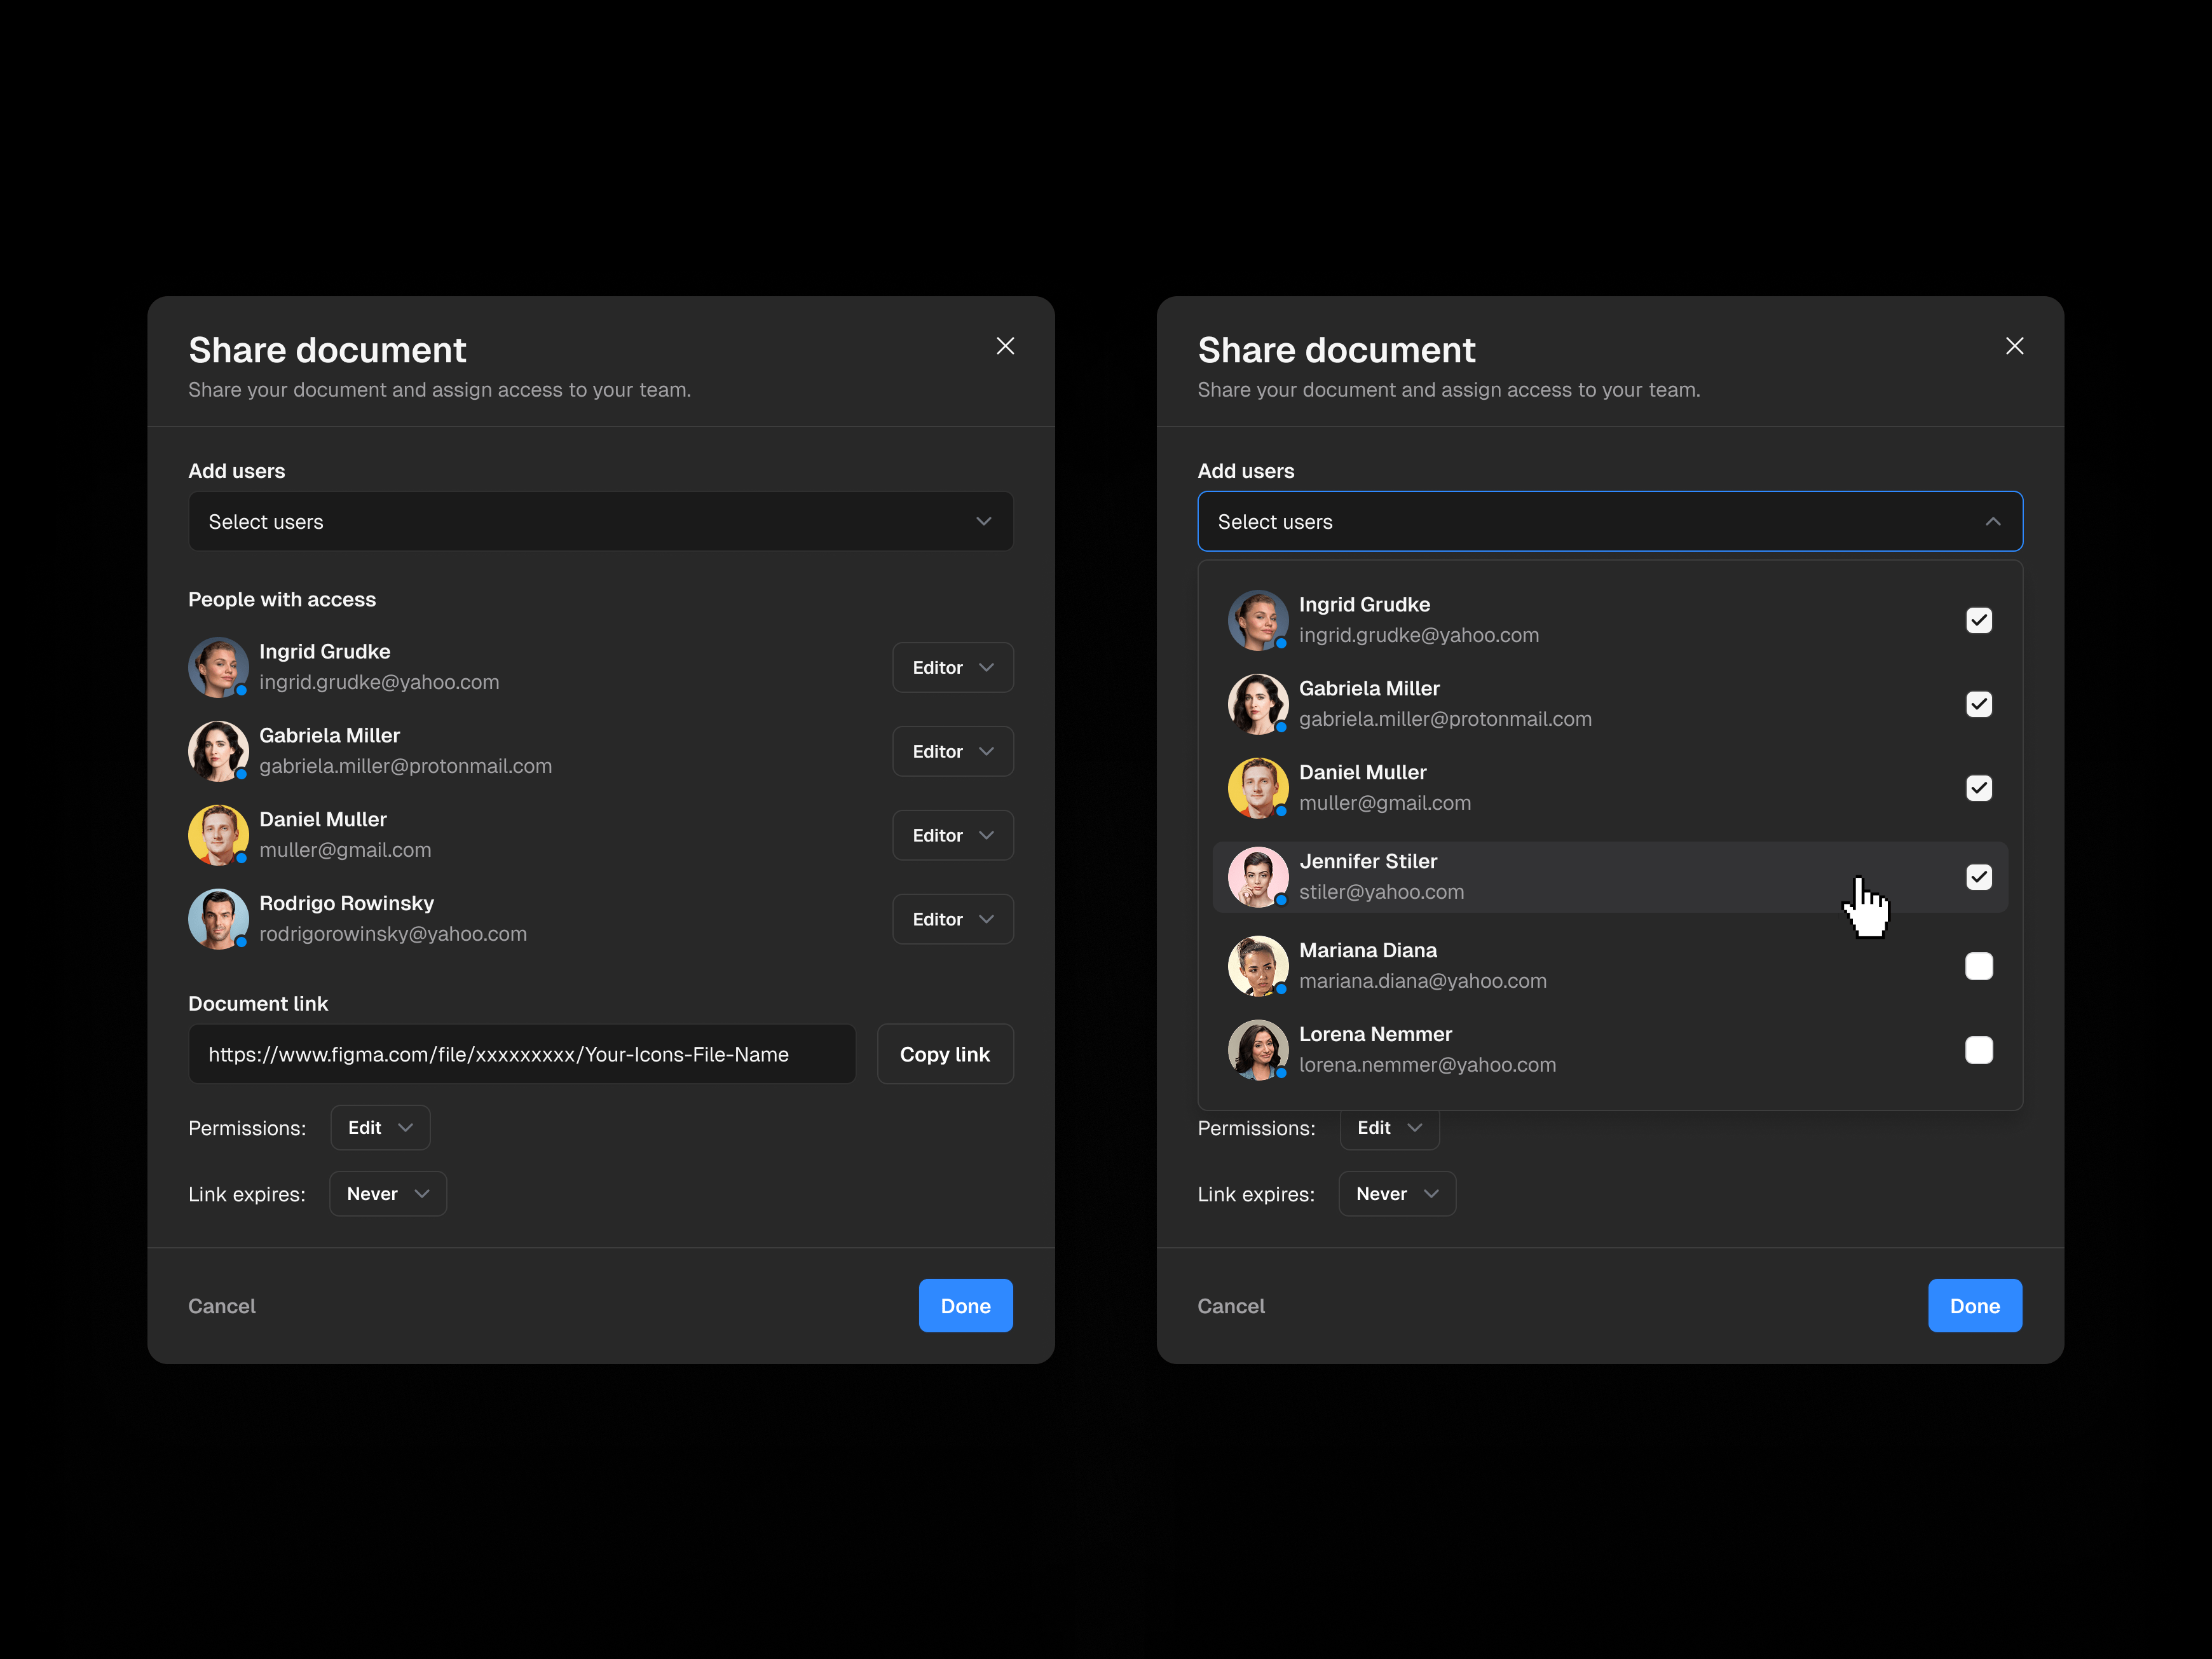 Share document
Share your document and assign access to your team.
Add users
Select users
People with access
Ingrid Grudke
ingrid.grudke@yahoo.com
Editor
Gabriela Miller
gabriela.miller@protonmail.com
Editor
Daniel Muller
muller@gmail.com
Editor
Rodrigo Rowinsky
rodrigorowinsky@yahoo.com
Editor
Document link
https://www.figma.com/file/xxxxxxxxx/Your-Icons-File-Name
Copy link
Permissions: Edit
Link expires: Never
Cancel
Done
Share document
Share your document and assign access to your team.
Add users
Select users
Ingrid Grudke
ingrid.grudke@yahoo.com
Gabriela Miller
gabriela.miller@protonmail.com
Daniel Muller
muller@gmail.com
Jennifer Stiler
stiler@yahoo.com
Mariana Diana
mariana.diana@yahoo.com
Lorena Nemmer
lorena.nemmer@yahoo.com
Permissions: Edit
Link expires: Never
Cancel
Done